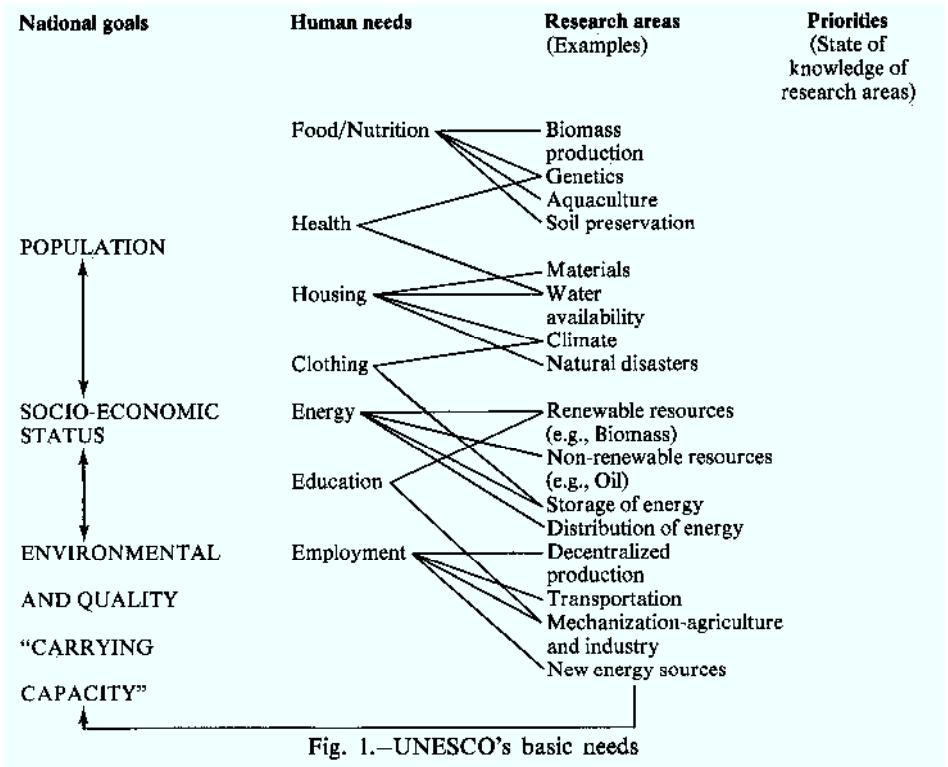 National goals
Human needs
Research areas
(Examples)
Priorities
(State of
knowledge of
research areas)
POPULATION
SOCIO-ECONOMIC
STATUS
ENVIRONMENTAL
AND QUALITY
“CARRYING
CAPACITY”
Food/Nutrition
Health
Housing
Clothing
Energy
Education
Employment
Biomass
production
Genetics
Aquaculture
Soil preservation
Materials
Water
availability
Climate
Natural disasters
Renewable resources
(e.g., Biomass)
Non-renewable resources
(e.g., Oil)
Storage of energy
Distribution of energy
Decentralized
production
Transportation
Mechanization-agriculture
and industry
New energy sources
Fig. 1.—UNESCO's basic needs